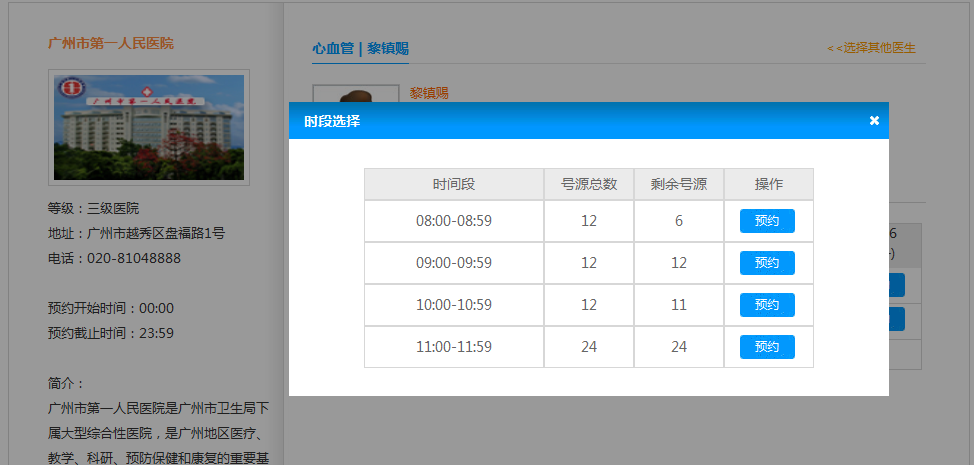 广州市第一人民医院
广州市第一人民医院
等级：三级医院
地址：广州市越秀区盘福路1号
电话：020-81048888
预约开始时间：00:00
预约截止时间：23:59
简介：
广州市第一人民医院是广州市卫生局下
属大型综合性医院，是广州地区医疗、
教学、科研、预防保健和康复的重要基
心血管 | 黎镇赐
<<选择其他医生
黎镇赐
时段选择
时间段 号源总数 剩余号源 操作
08:00-08:59 12 6 预约
09:00-09:59 12 12 预约
10:00-10:59 12 11 预约
11:00-11:59 24 24 预约